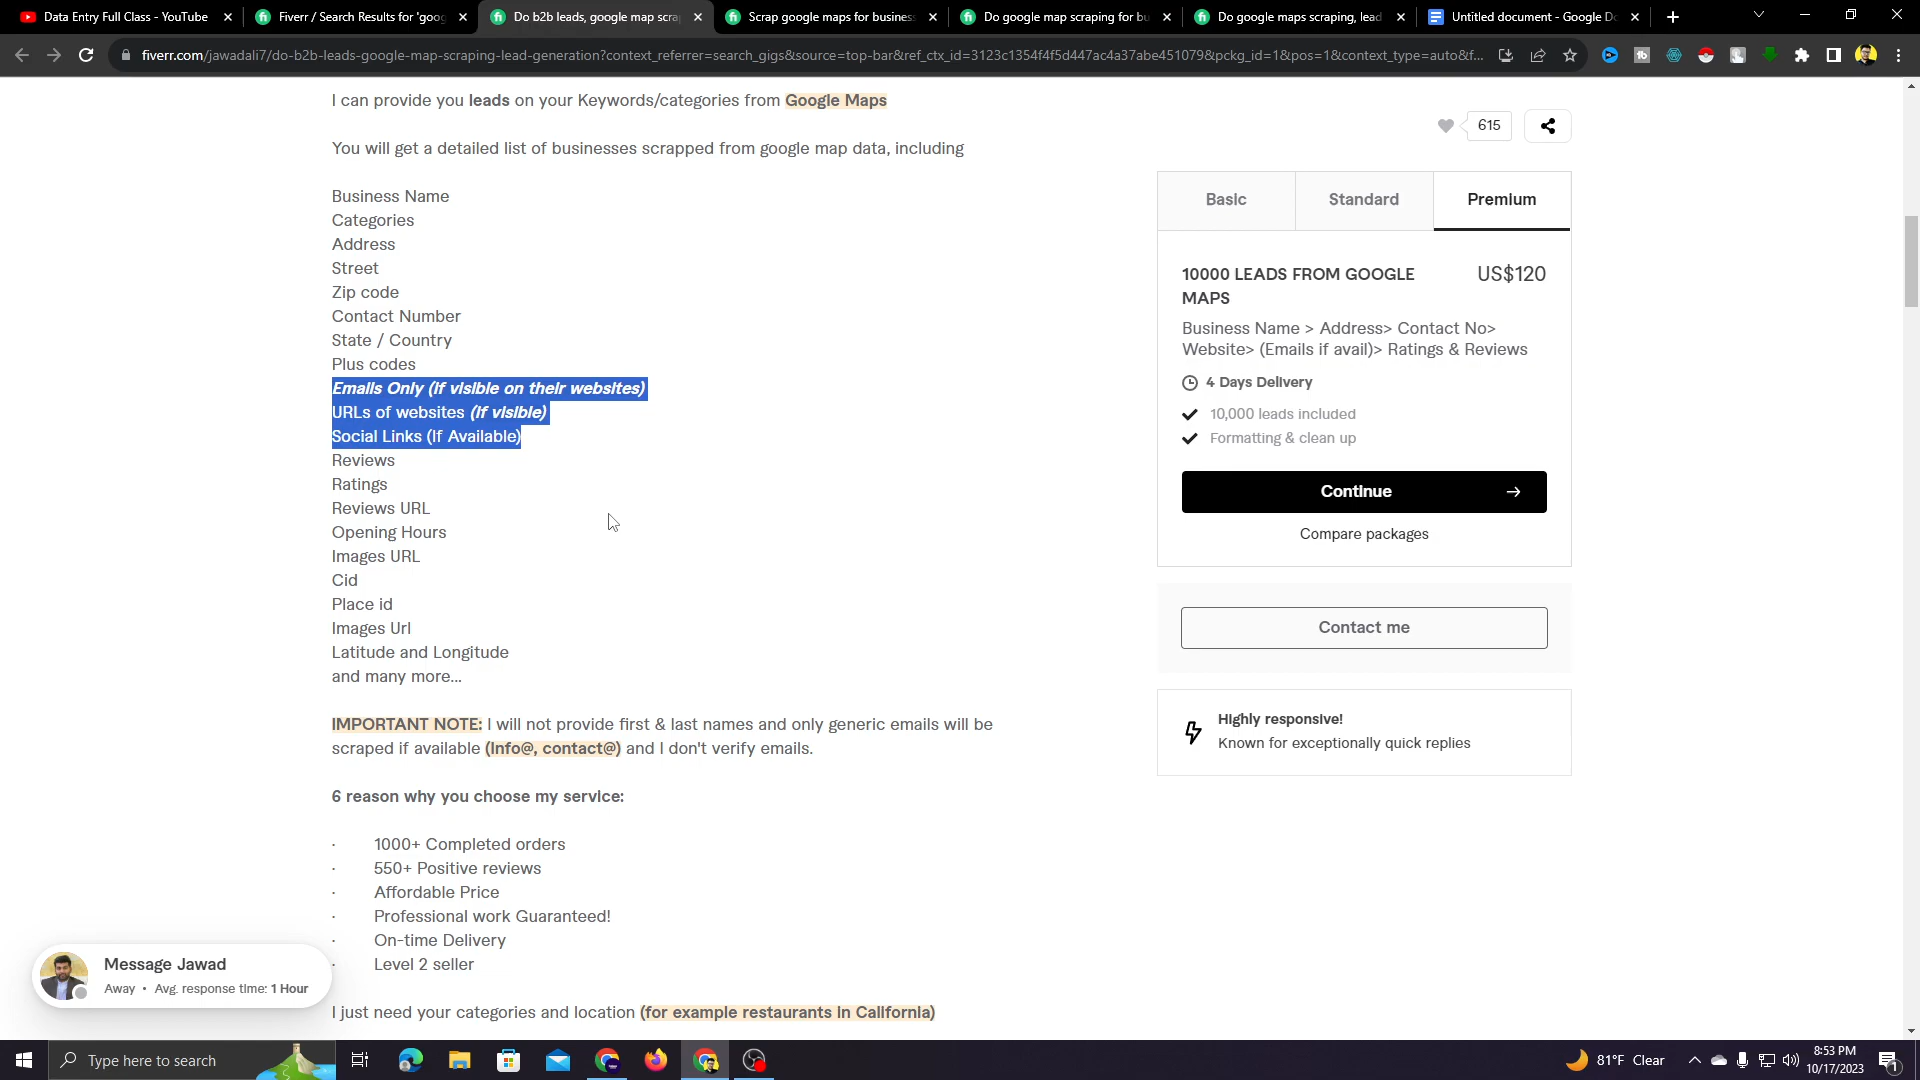 Data Entry Full Class - YouTube
Fiverr / Search Results for 'goog
Do b2b leads, google map scra
Scrap google maps for busines
Do google map scraping for bu
Do google maps scraping, lead
Untitled document - Google Do
fiverr.com/jawadali7/do-b2b-leads-google-map-scraping-lead-generation?context_referrer=search_gigs&source=top-bar&ref_ctx_id=3123c1354f4f5d447ac4a37abe451079&pckg_id=1&pos=1&context_type=auto&f...
I can provide you leads on your Keywords/categories from Google Maps
You will get a detailed list of businesses scrapped from google map data, including
Business Name
Categories
Address
Street
Zip code
Contact Number
State / Country
Plus codes
Emails Only (if visible on their websites)
URLs of websites (if visible)
Social Links (If Available)
Reviews
Ratings
Reviews URL
Opening Hours
Images URL
Cid
Place id
Images Url
Latitude and Longitude
and many more...
IMPORTANT NOTE: I will not provide first & last names and only generic emails will be
scraped if available (info@, contact@) and I don't verify emails.
6 reason why you choose my service:
· 1000+ Completed orders
· 550+ Positive reviews
· Affordable Price
· Professional work Guaranteed!
· On-time Delivery
· Level 2 seller
I just need your categories and location (for example restaurants in California)
615
Basic
Standard
Premium
10000 LEADS FROM GOOGLE
MAPS
US$120
Business Name > Address> Contact No>
Website> (Emails if avail)> Ratings & Reviews
4 Days Delivery
10,000 leads included
Formatting & clean up
Continue
Compare packages
Contact me
Highly responsive!
Known for exceptionally quick replies
Message Jawad
Away • Avg. response time: 1 Hour
Type here to search
81°F Clear
8:53 PM
10/17/2023
1